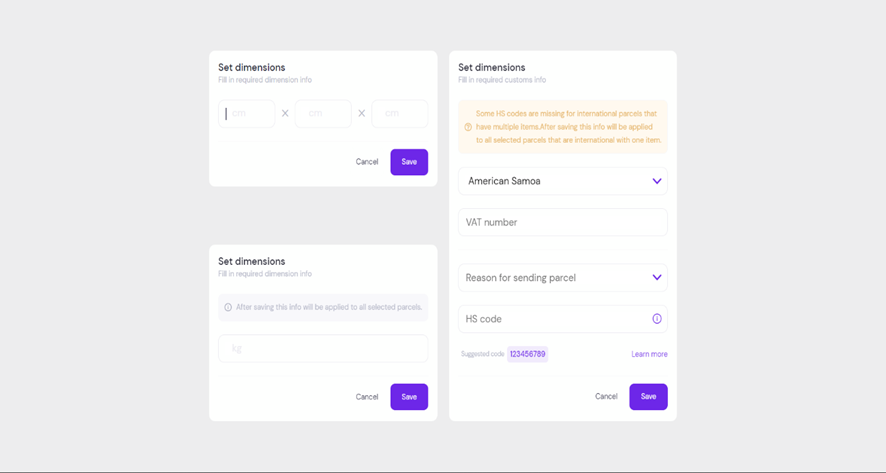 Set dimensions
Fill in required dimension info
cm X cm X cm
Cancel Save
Set dimensions
Fill in required dimension info
After saving this info will be applied to all selected parcels.
kg
Cancel Save
Set dimensions
Fill in required customs info
Some HS codes are missing for international parcels that
have multiple items.After saving this info will be applied
to all selected parcels that are international with one item.
American Samoa
VAT number
Reason for sending parcel
HS code
Suggested code 123456789 Learn more
Cancel Save